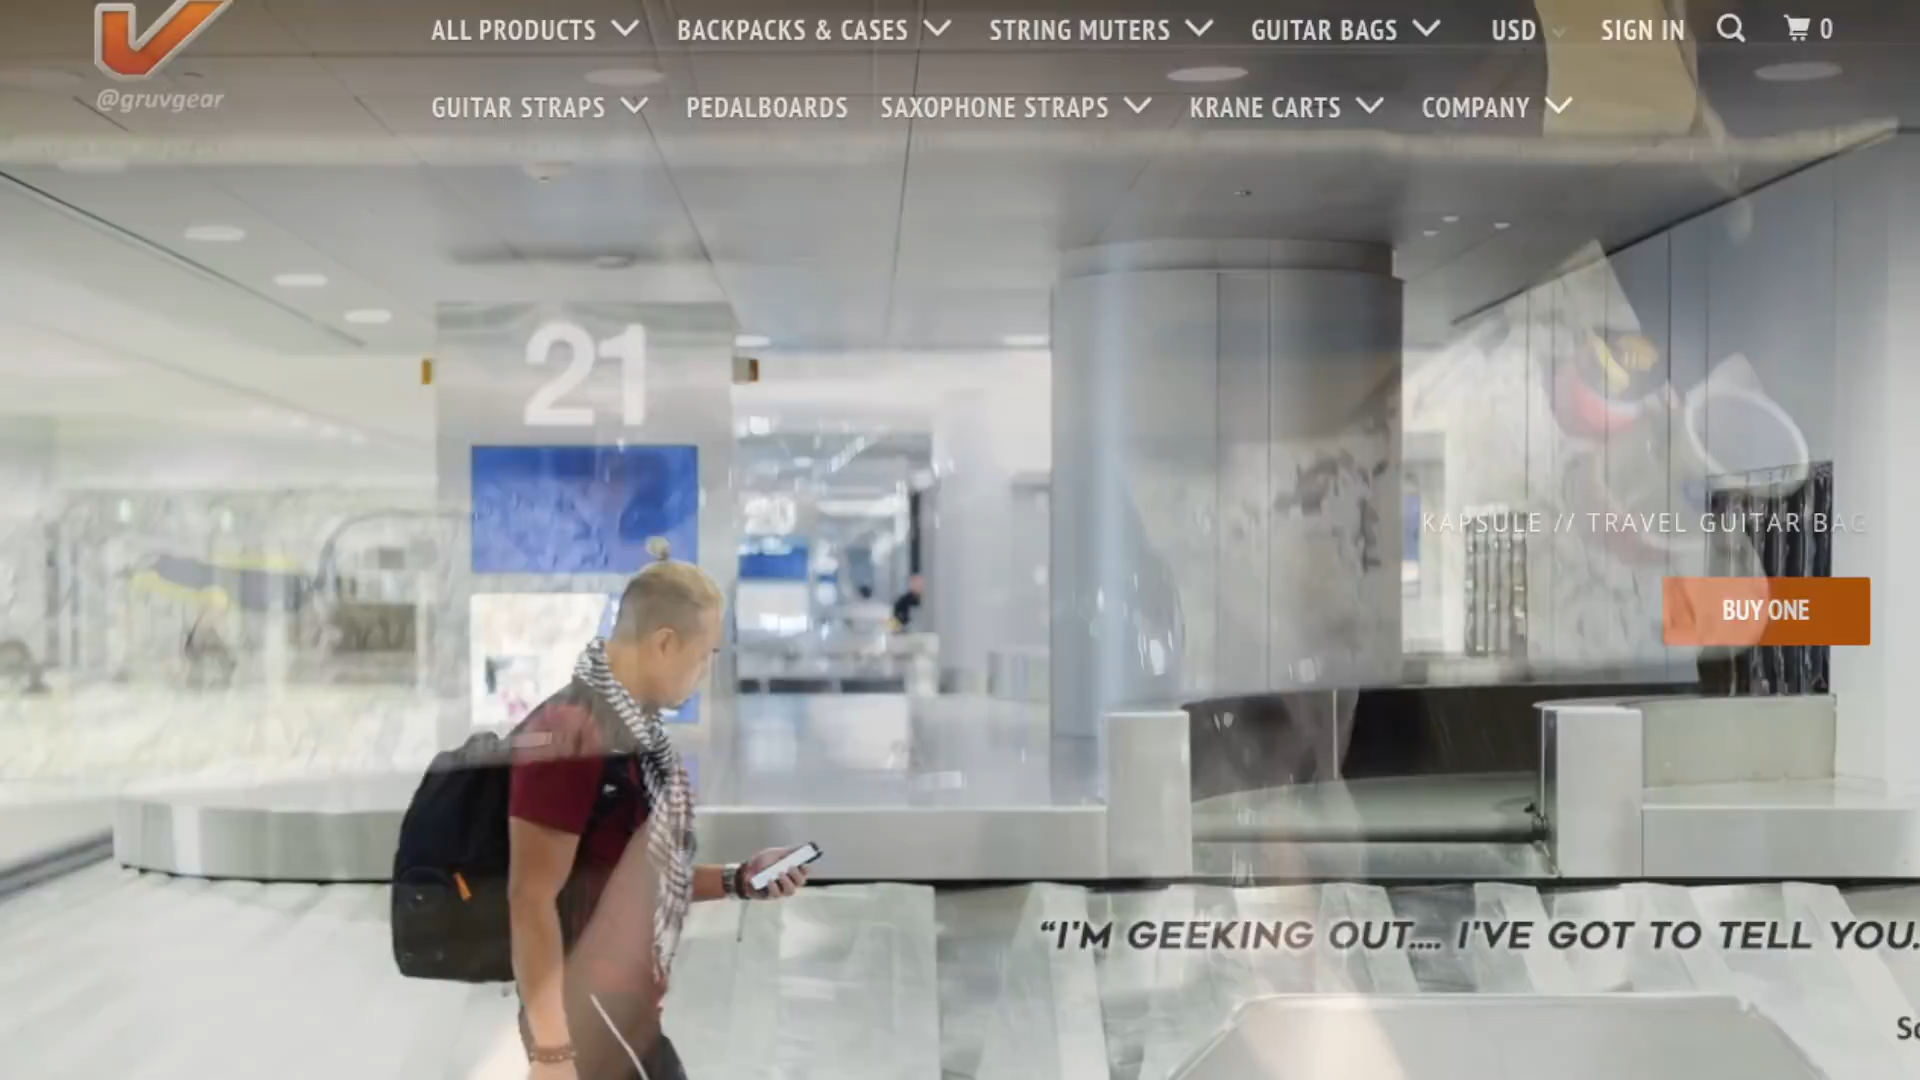 ALL PRODUCTS BACKPACKS & CASES STRING MUTERS GUITAR BAGS USD SIGN IN 0
@gruvgear
GUITAR STRAPS PEDALBOARDS SAXOPHONE STRAPS KRANE CARTS COMPANY
21
KAPSULE // TRAVEL GUITAR BAG
BUY ONE
“I'M GEEKING OUT.... I'VE GOT TO TELL YOU.